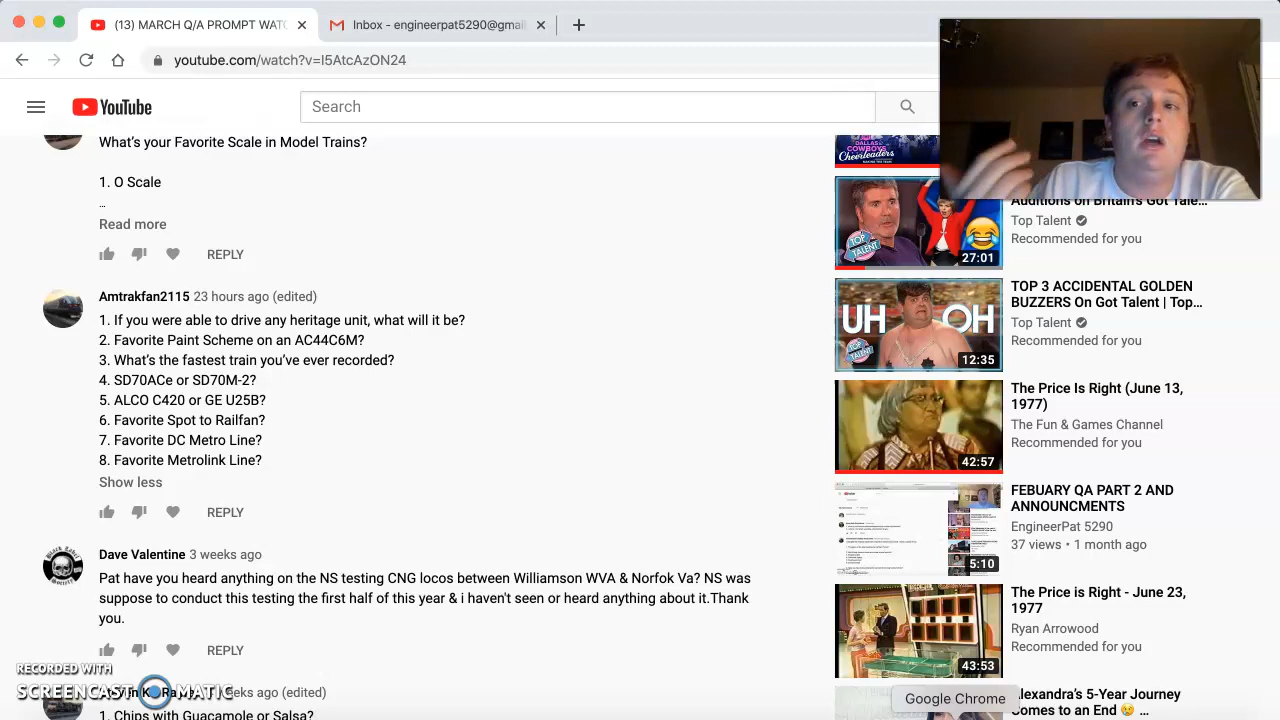 (13) MARCH Q/A PROMPT WATC
Inbox - engineerpat5290@gmail
youtube.com/watch?v=I5AtcAzON24
YouTube
Search
What's your Favorite Scale in Model Trains?
1. O Scale
...
Read more
REPLY
Amtrakfan2115 23 hours ago (edited)
1. If you were able to drive any heritage unit, what will it be?
2. Favorite Paint Scheme on an AC44C6M?
3. What's the fastest train you've ever recorded?
4. SD70ACe or SD70M-2?
5. ALCO C420 or GE U25B?
6. Favorite Spot to Railfan?
7. Favorite DC Metro Line?
8. Favorite Metrolink Line?
Show less
REPLY
Dave Valentine 3 weeks ago
Pat have you heard anything on the NS testing CNG locos between Williamson WVA & Norfok Va? NS was
suppose to conduct testing the first half of this year & i haven't seen or heard anything about it.Thank
you.
REPLY
weeks ago (edited)
1. Chips with Guacamole or Salsa?
RECORDED WITH
SCREENCAST MATIC
DALLAS
COWBOYS
Cheerleaders
MAKING THE TEAM
TOP TALENT
27:01
Auditions on Britain's Got Tale...
Top Talent
Recommended for you
UH OH
TOP TALENT
12:35
TOP 3 ACCIDENTAL GOLDEN
BUZZERS On Got Talent | Top...
Top Talent
Recommended for you
42:57
The Price Is Right (June 13,
1977)
The Fun & Games Channel
Recommended for you
5:10
FEBUARY QA PART 2 AND
ANNOUNCMENTS
EngineerPat 5290
37 views • 1 month ago
43:53
The Price is Right - June 23,
1977
Ryan Arrowood
Recommended for you
Google Chrome
Alexandra's 5-Year Journey
Comes to an End 😢 ...